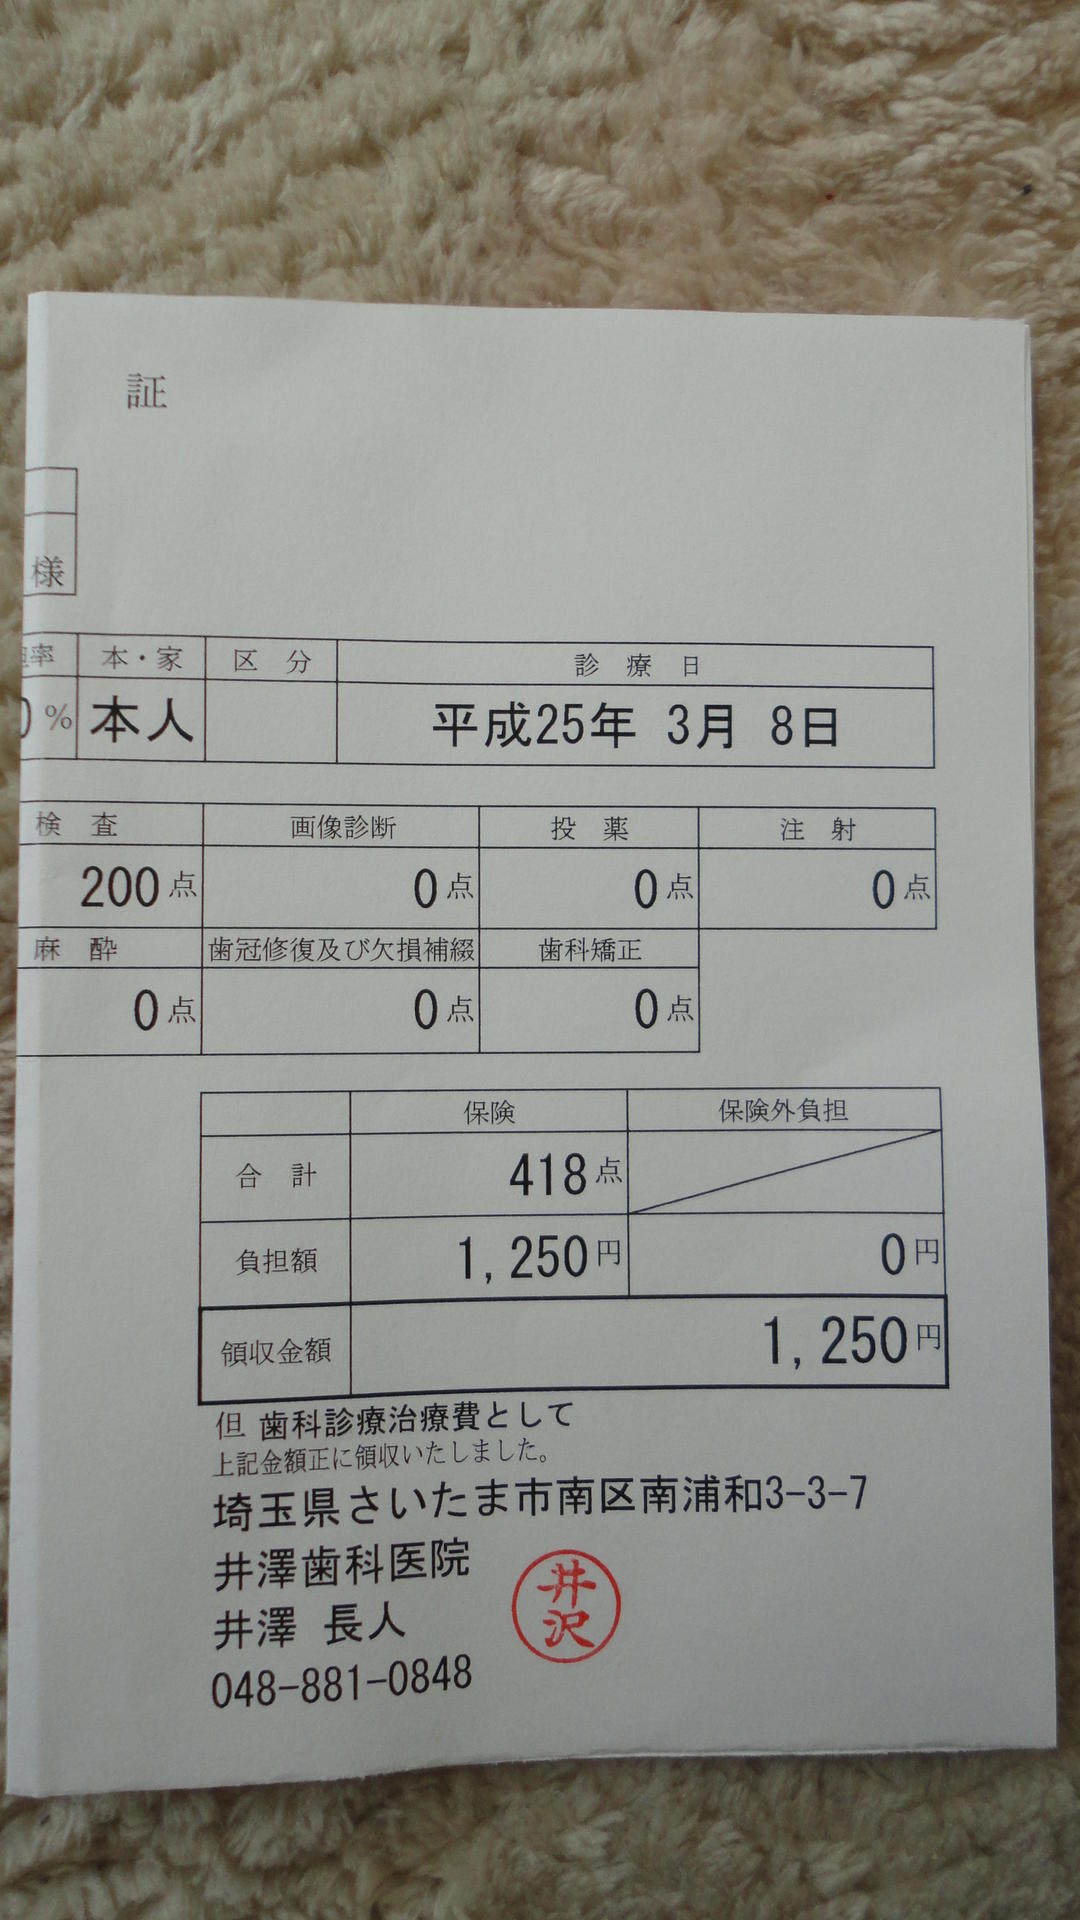 証
様
率 本・家 区 分 診 療 日
% 本人 平成25年 3月 8日
検 査 画像診断 投 薬 注 射
200点 0点 0点 0点
麻 酔 歯冠修復及び欠損補綴 歯科矯正
0点 0点 0点
保険 保険外負担
合 計 418点
負担額 1,250円 0円
領収金額 1,250円
但 歯科診療治療費として
上記金額正に領収いたしました。
埼玉県さいたま市南区南浦和3-3-7
井澤歯科医院
井澤 長人
井沢
048-881-0848